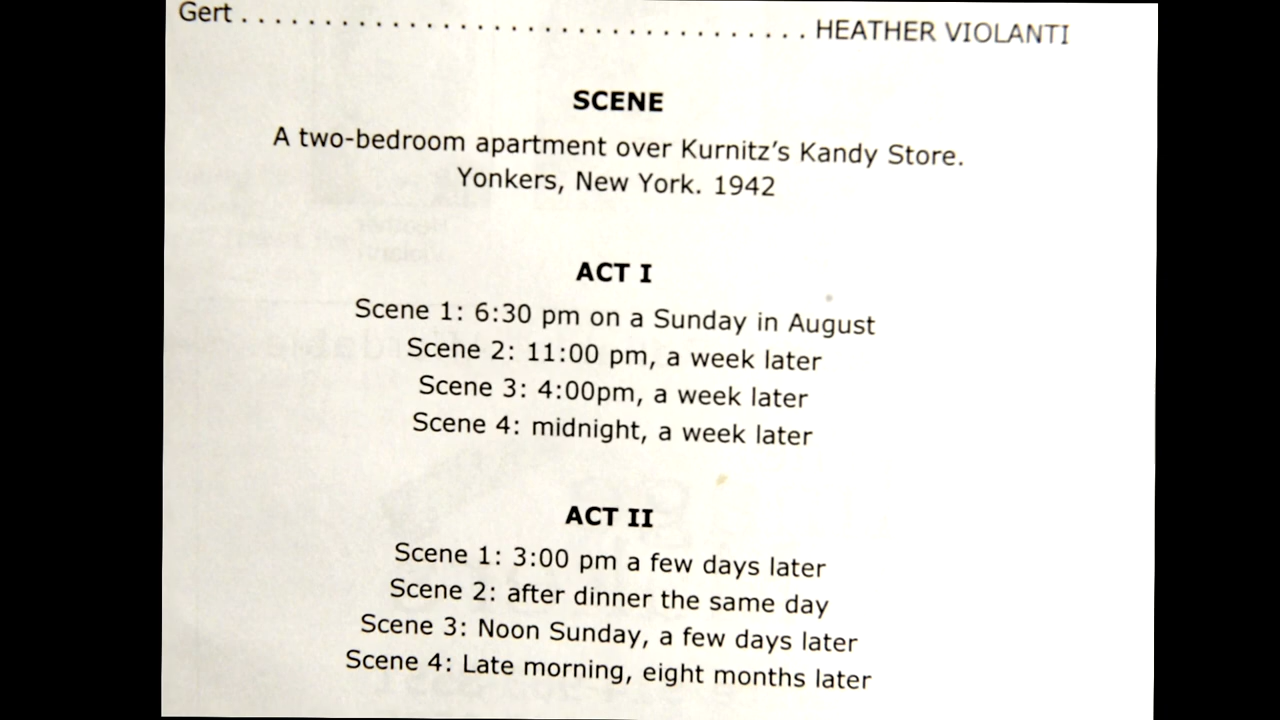 Gert . . . . . . . . . . . . . . . . . . . . . . . . . . . . . . . . . . . HEATHER VIOLANTI
SCENE
A two-bedroom apartment over Kurnitz's Kandy Store.
Yonkers, New York. 1942
ACT I
Scene 1: 6:30 pm on a Sunday in August
Scene 2: 11:00 pm, a week later
Scene 3: 4:00pm, a week later
Scene 4: midnight, a week later
ACT II
Scene 1: 3:00 pm a few days later
Scene 2: after dinner the same day
Scene 3: Noon Sunday, a few days later
Scene 4: Late morning, eight months later